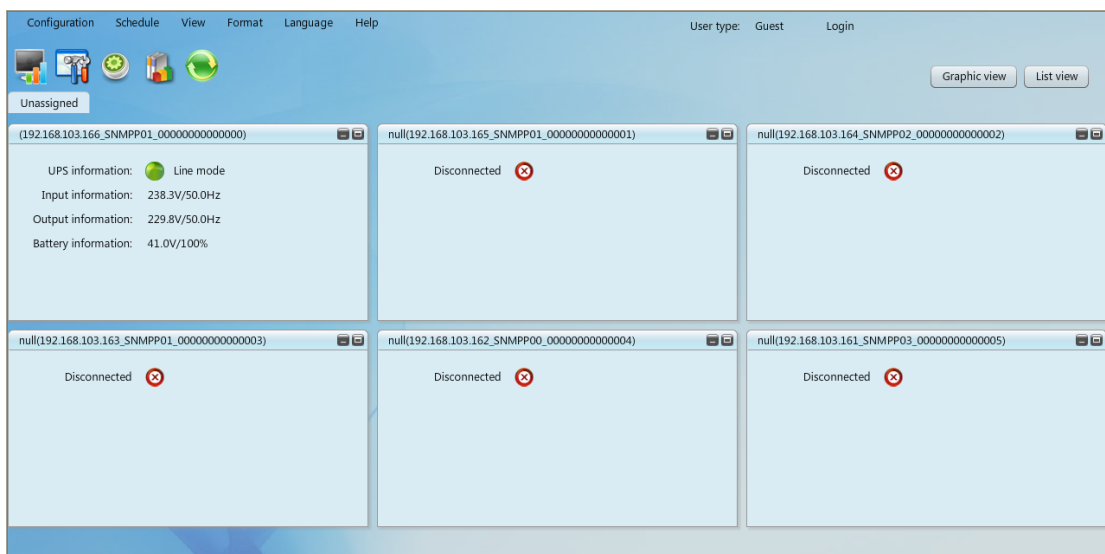 Configuration Schedule View Format Language Help User type: Guest Login
Graphic view List view
Unassigned
(192.168.103.166_SNMPP01_00000000000000) null(192.168.103.165_SNMPP01_00000000000001) null(192.168.103.164_SNMPP02_00000000000002)
UPS information: Line mode
Input information: 238.3V/50.0Hz
Output information: 229.8V/50.0Hz
Battery information: 41.0V/100%
Disconnected
Disconnected
null(192.168.103.163_SNMPP01_00000000000003) null(192.168.103.162_SNMPP00_00000000000004) null(192.168.103.161_SNMPP03_00000000000005)
Disconnected
Disconnected
Disconnected